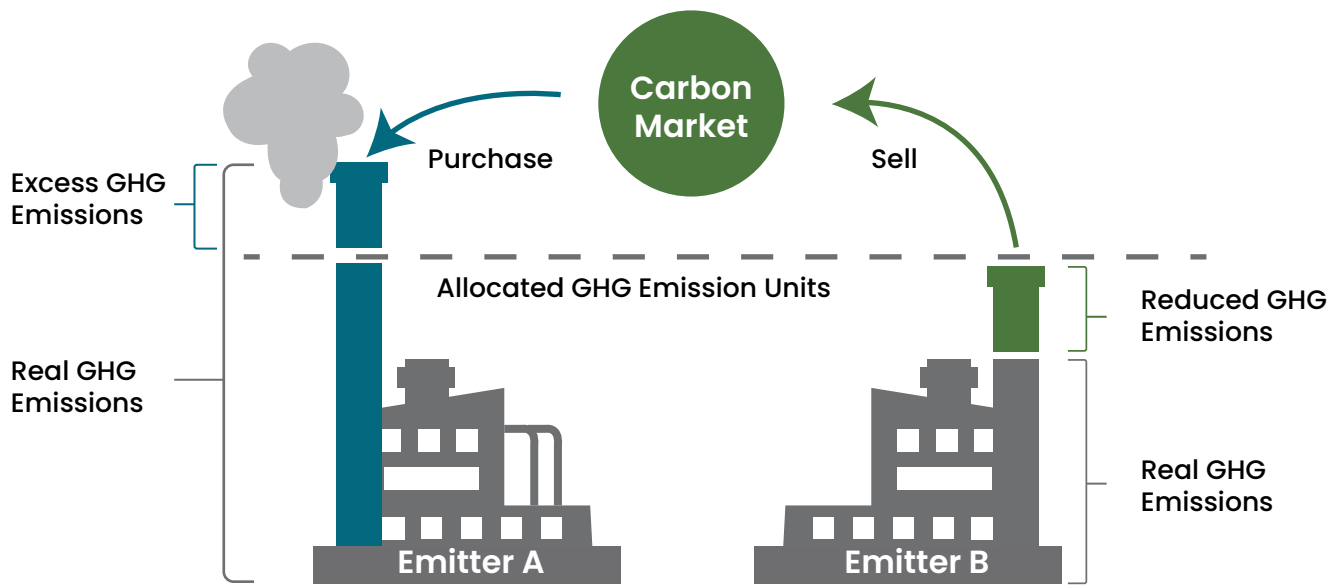 Carbon
Market
Purchase
Sell
Excess GHG
Emissions
Allocated GHG Emission Units
Reduced GHG
Emissions
Real GHG
Emissions
Real GHG
Emissions
Emitter A
Emitter B